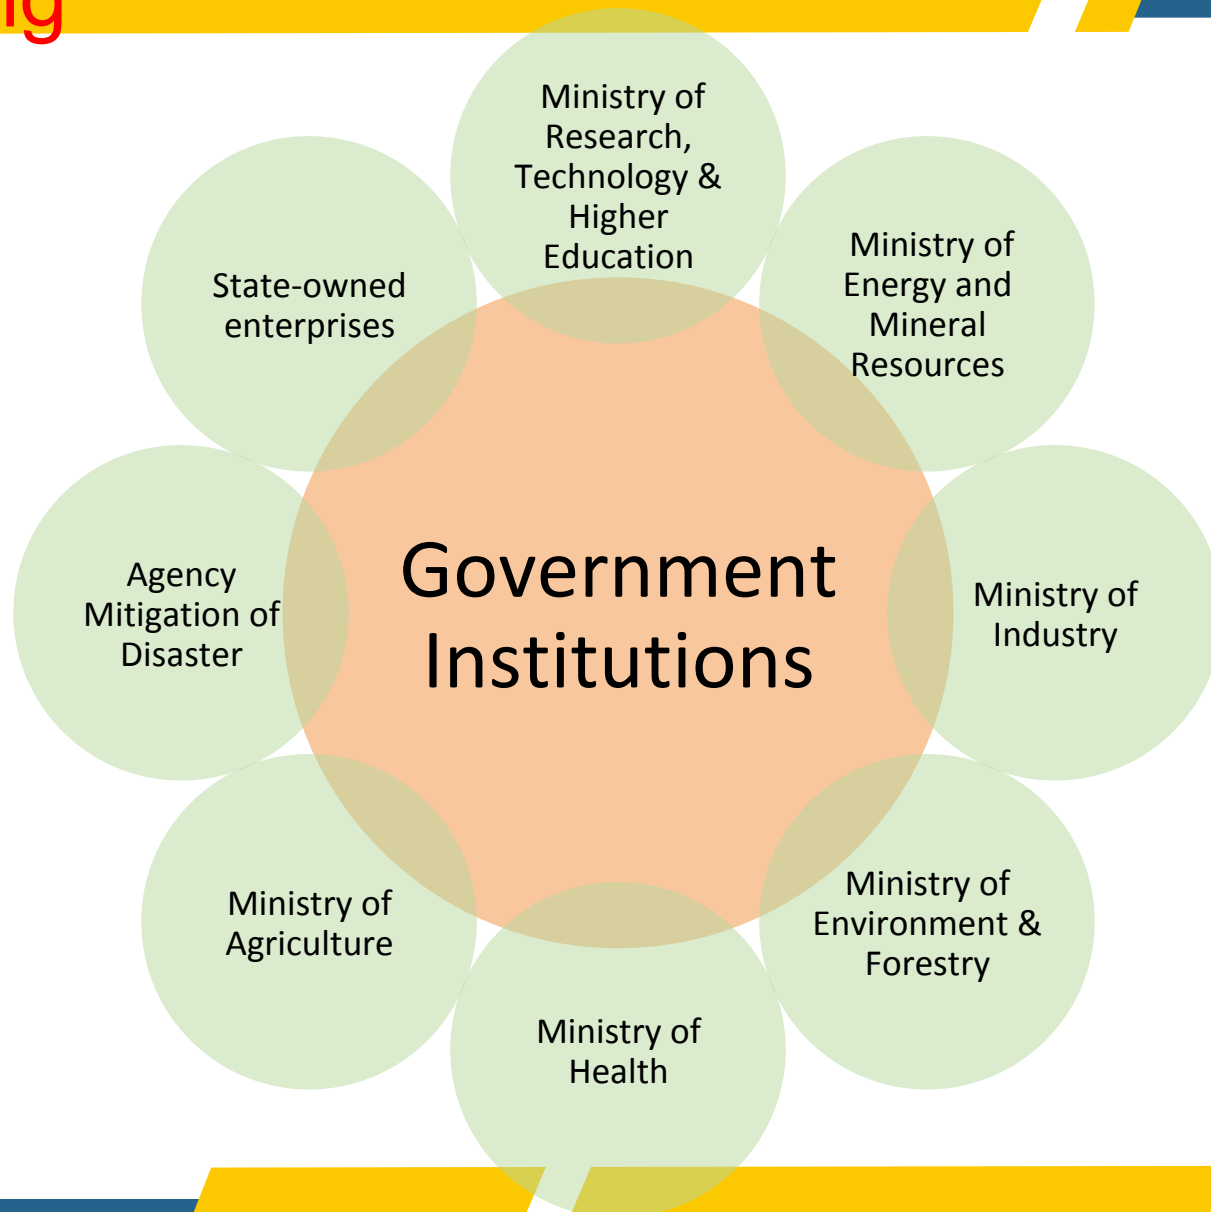 Ministry of
Research,
Technology &
Higher
Education
Ministry of
Energy and
Mineral
Resources
Ministry of
Industry
Ministry of
Environment &
Forestry
Ministry of
Health
Ministry of
Agriculture
Agency
Mitigation of
Disaster
State-owned
enterprises
Government
Institutions